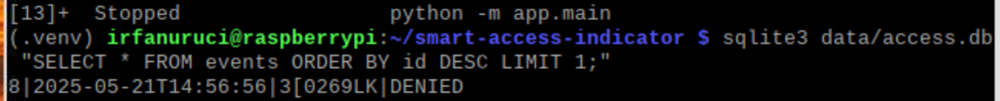 [13]+  Stopped                 python -m app.main
(.venv) irfanuruci@raspberrypi:~/smart-access-indicator $ sqlite3 data/access.db
 "SELECT * FROM events ORDER BY id DESC LIMIT 1;"
8|2025-05-21T14:56:56|3[0269LK|DENIED